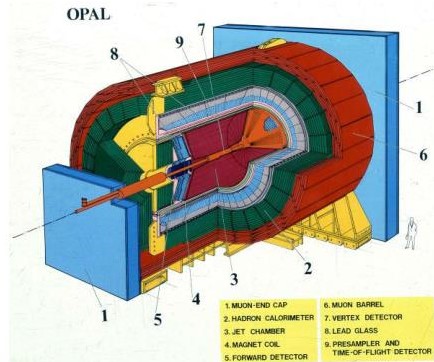 OPAL
9
7
8
1
6
2
3
4
5
1
1. MUON-END CAP
2. HADRON CALORIMETER
3. JET CHAMBER
4. MAGNET COIL
5. FORWARD DETECTOR
6. MUON BARREL
7. VERTEX DETECTOR
8. LEAD GLASS
9. PRESAMPLER AND
TIME-OF-FLIGHT DETECTOR